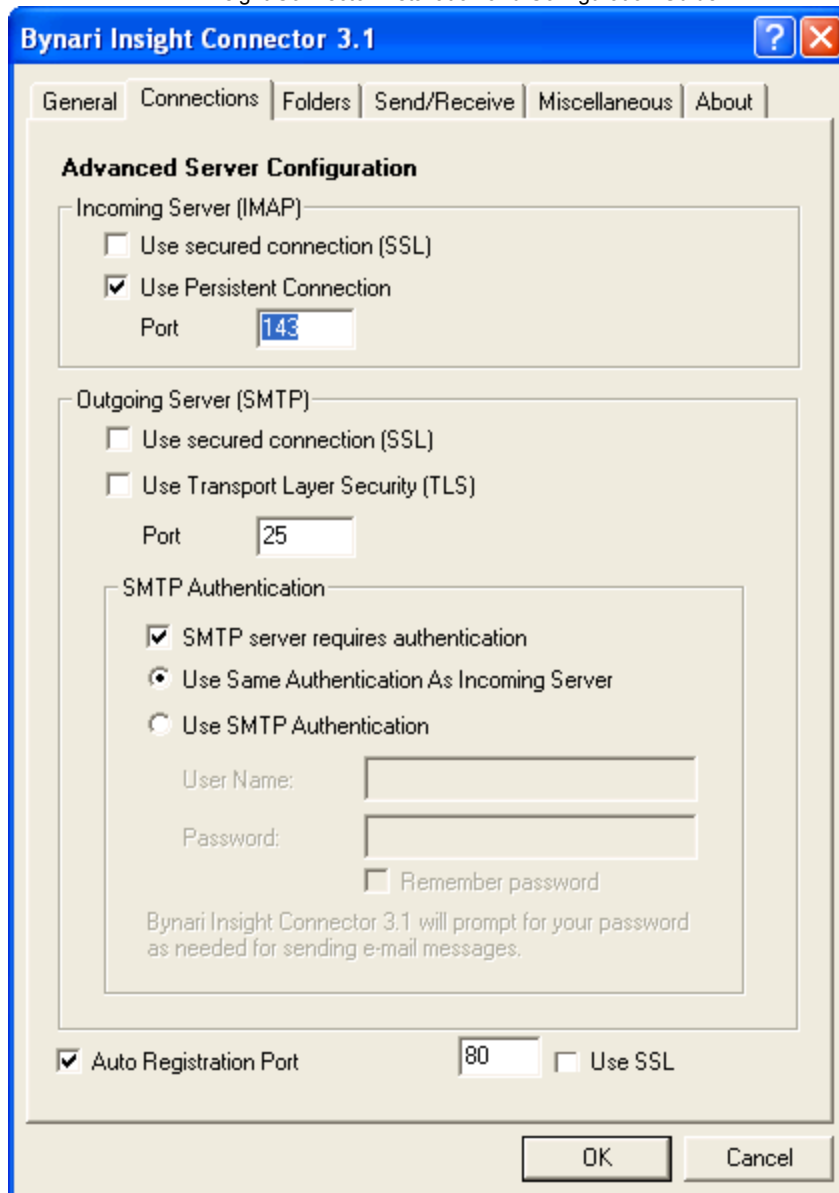 Bynari Insight Connector 3.1
General Connections Folders Send/Receive Miscellaneous About
Advanced Server Configuration
Incoming Server (IMAP)
Use secured connection (SSL)
Use Persistent Connection
Port 143
Outgoing Server (SMTP)
Use secured connection (SSL)
Use Transport Layer Security (TLS)
Port 25
SMTP Authentication
SMTP server requires authentication
Use Same Authentication As Incoming Server
Use SMTP Authentication
User Name:
Password:
Remember password
Bynari Insight Connector 3.1 will prompt for your password
as needed for sending e-mail messages.
Auto Registration Port 80 Use SSL
OK Cancel